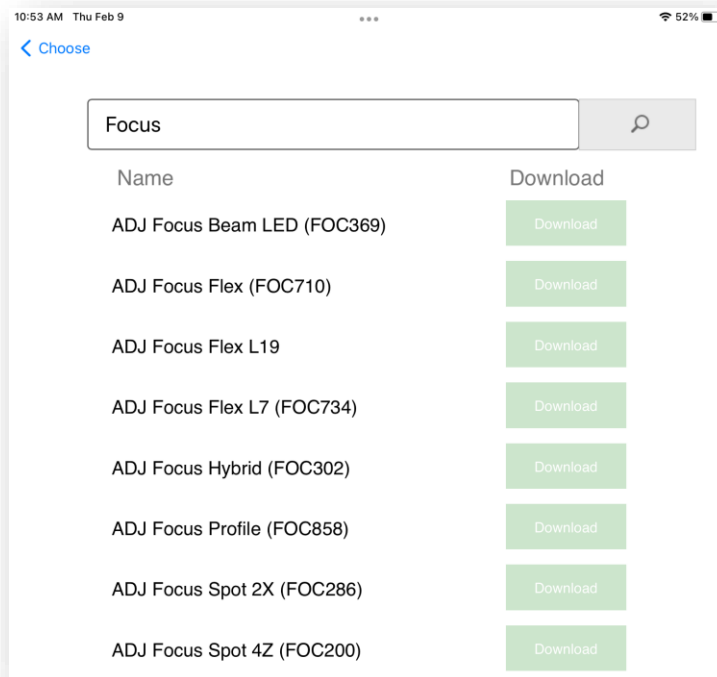 10:53 AM Thu Feb 9 52%
Choose
Focus
Name Download
ADJ Focus Beam LED (FOC369) Download
ADJ Focus Flex (FOC710) Download
ADJ Focus Flex L19 Download
ADJ Focus Flex L7 (FOC734) Download
ADJ Focus Hybrid (FOC302) Download
ADJ Focus Profile (FOC858) Download
ADJ Focus Spot 2X (FOC286) Download
ADJ Focus Spot 4Z (FOC200) Download